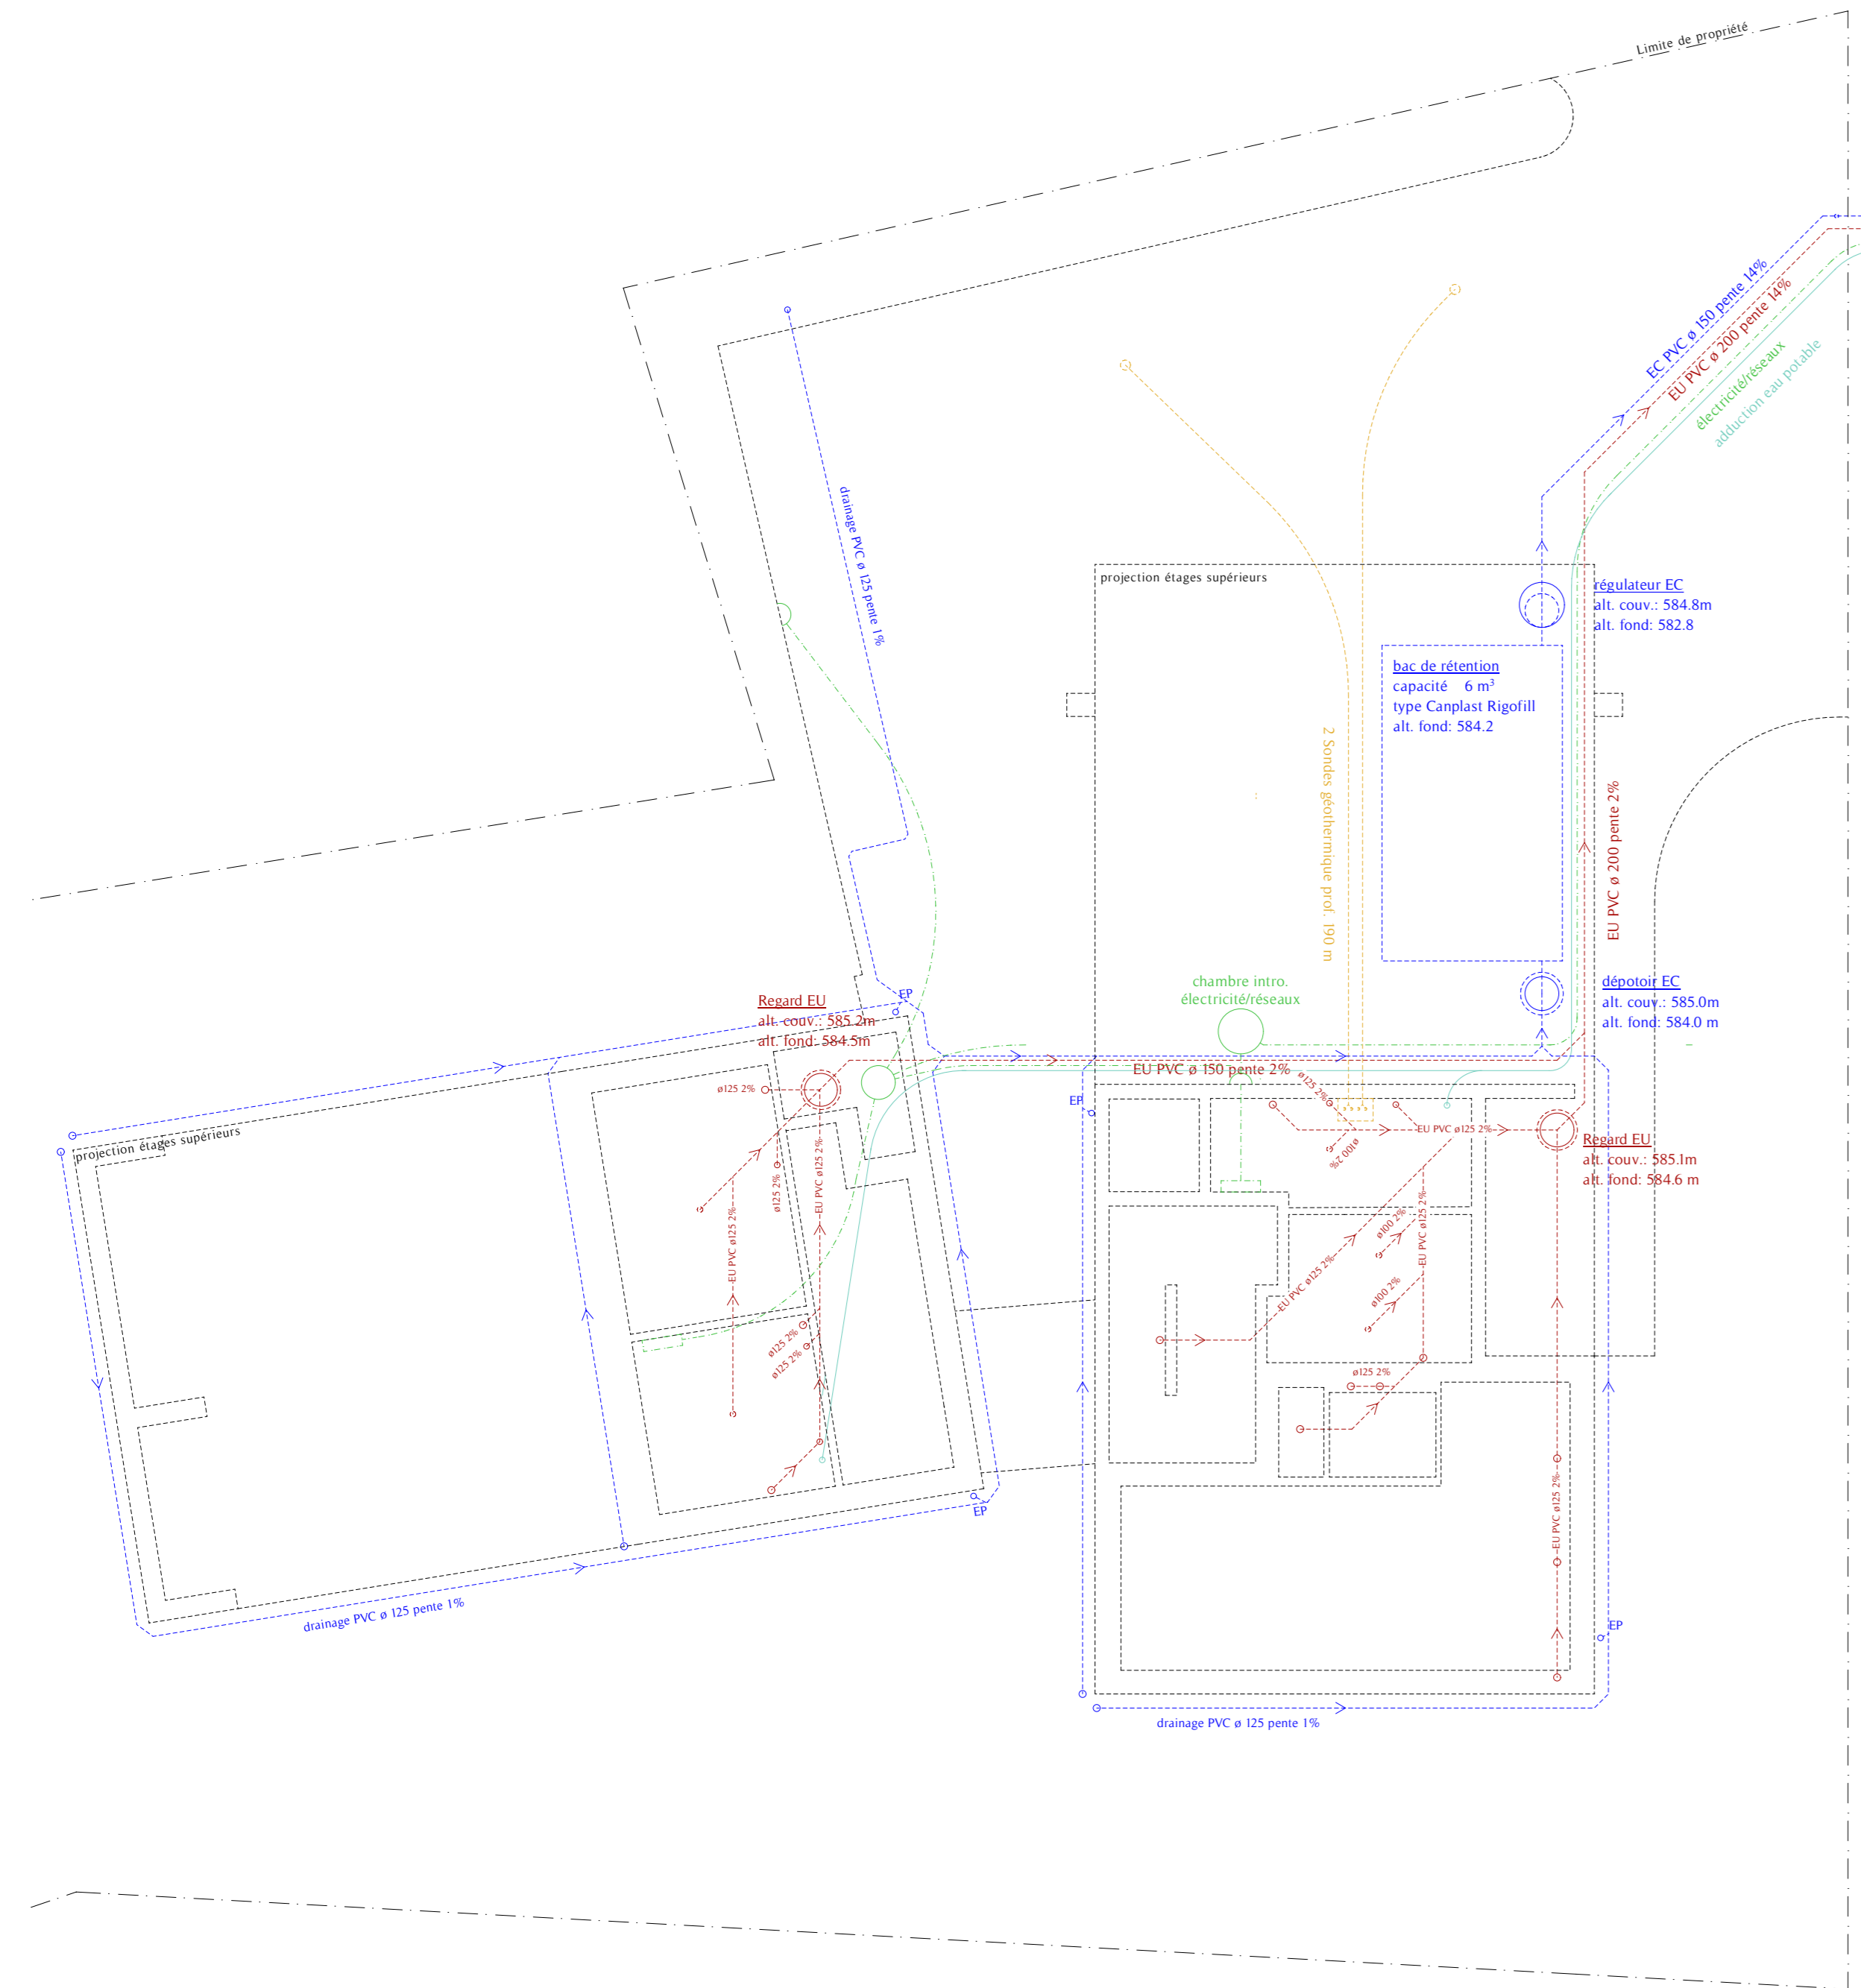 Limite de propriété
EC PVC ø 150 pente 14%
EU PVC ø 200 pente 14%
électricité/réseaux
adduction eau potable
drainage PVC ø 125 pente 1%
projection étages supérieurs
régulateur EC
alt. couv.: 584.8m
alt. fond: 582.8
bac de rétention
capacité 6 m³
type Canplast Rigofill
alt. fond: 584.2
2 Sondes géothermique prof. 190 m
EU PVC ø 200 pente 2%
chambre intro.
électricité/réseaux
dépotoir EC
alt. couv.: 585.0m
alt. fond: 584.0 m
EP
Regard EU
alt. couv.: 585.2m
alt. fond: 584.5m
EU PVC ø 150 pente 2%
ø125 2%
ø125 2%
EP
EU PVC ø125 2%
ø100 2%
Regard EU
alt. couv.: 585.1m
alt. fond: 584.6 m
projection étages supérieurs
EU PVC ø125 2%
ø125 2%
EU PVC ø125 2%
EU PVC ø125 2%
ø100 2%
EU PVC ø125 2%
ø100 2%
ø125 2%
ø125 2%
ø125 2%
EP
EU PVC ø125 2%
drainage PVC ø 125 pente 1%
EP
drainage PVC ø 125 pente 1%